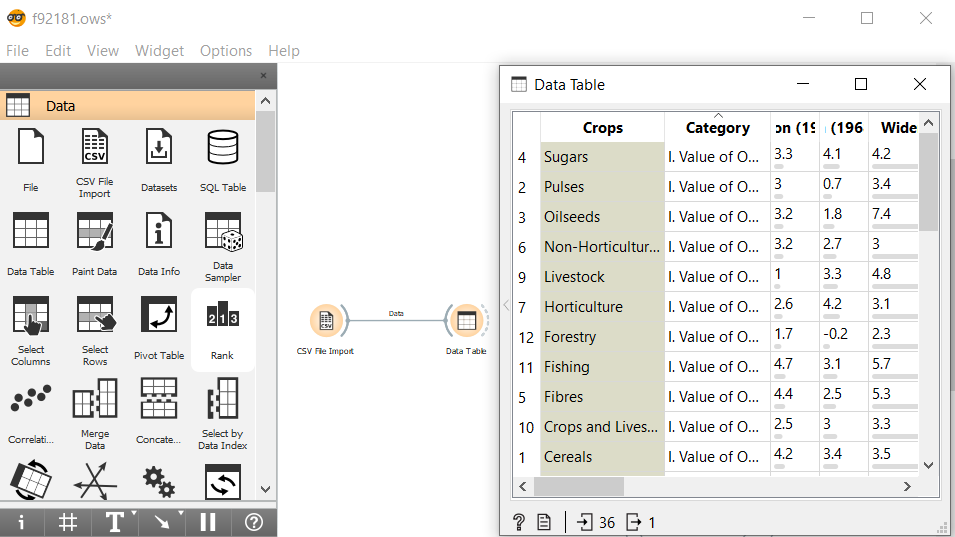 f92181.ows*
File Edit View Widget Options Help
Data
File
CSV File
Import
Datasets
SQL Table
Data Table
Paint Data
Data Info
Data
Sampler
Select
Columns
Select
Rows
Pivot Table
Rank
Correlati...
Merge
Data
Concate...
Select by
Data Index
CSV File Import
Data
Data Table
Data Table
Crops Category on (19 (196 Wide
4 Sugars I. Value of O... 3.3 4.1 4.2
2 Pulses I. Value of O... 3 0.7 3.4
3 Oilseeds I. Value of O... 3.2 1.8 7.4
6 Non-Horticultur... I. Value of O... 3.2 2.7 3
9 Livestock I. Value of O... 1 3.3 4.8
7 Horticulture I. Value of O... 2.6 4.2 3.1
12 Forestry I. Value of O... 1.7 -0.2 2.3
11 Fishing I. Value of O... 4.7 3.1 5.7
5 Fibres I. Value of O... 4.4 2.5 5.3
10 Crops and Lives... I. Value of O... 2.5 3 3.3
1 Cereals I. Value of O... 4.2 3.4 3.5
36 1